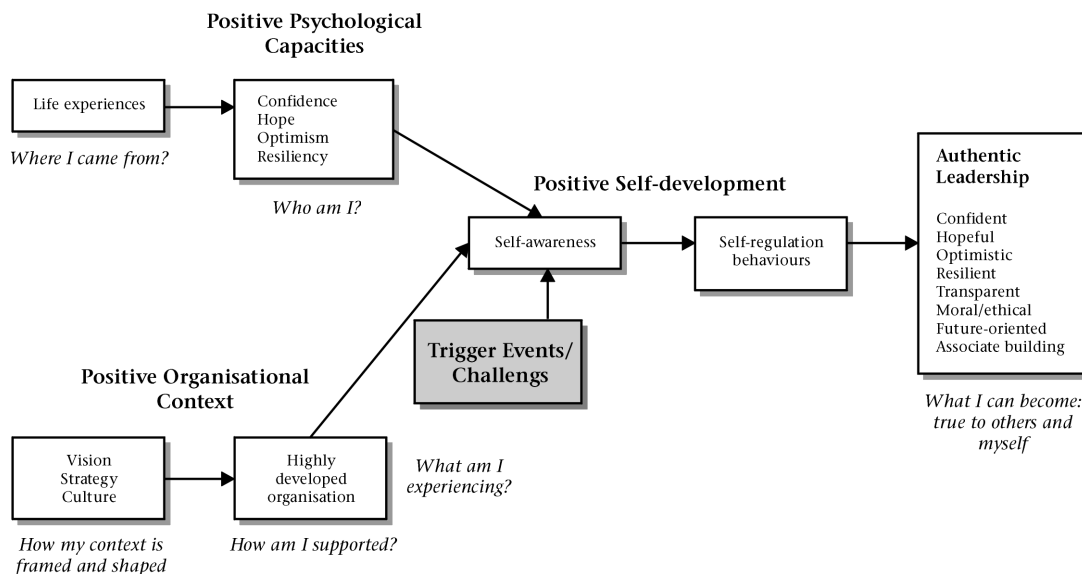 Positive Psychological
Capacities
Life experiences
Where I came from?
Confidence
Hope
Optimism
Resiliency
Who am I?
Positive Self-development
Self-awareness
Self-regulation
behaviours
Authentic
Leadership
Confident
Hopeful
Optimistic
Resilient
Transparent
Moral/ethical
Future-oriented
Associate building
What I can become:
true to others and
myself
Trigger Events/
Challengs
What am I
experiencing?
Positive Organisational
Context
Vision
Strategy
Culture
How my context is
framed and shaped
Highly
developed
organisation
How am I supported?